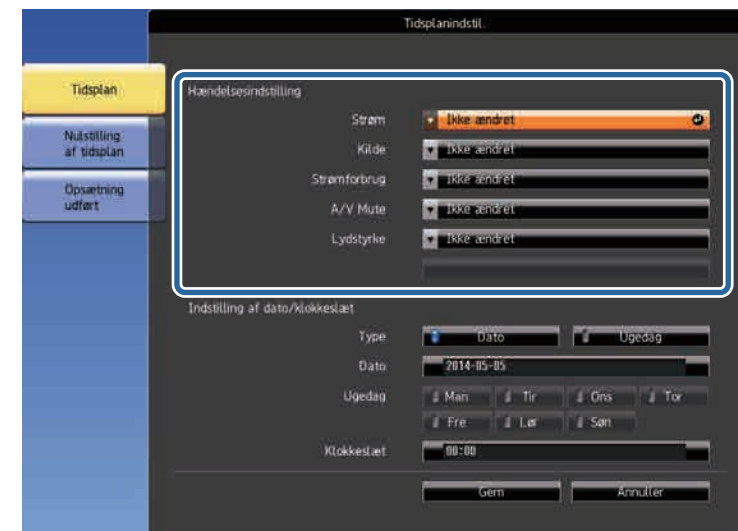 Tidsplanindstil.
Tidsplan
Nulstilling
af tidsplan
Opsætning
udført
Hændelsesindstilling
Strøm Ikke ændret
Kilde Ikke ændret
Strømforbrug Ikke ændret
A/V Mute Ikke ændret
Lydstyrke Ikke ændret
Indstilling af dato/klokkeslæt
Type Dato Ugedag
Dato 2014-05-05
Ugedag Man Tir Ons Tor
Fre Lør Søn
Klokkeslæt 00:00
Gem Annuller